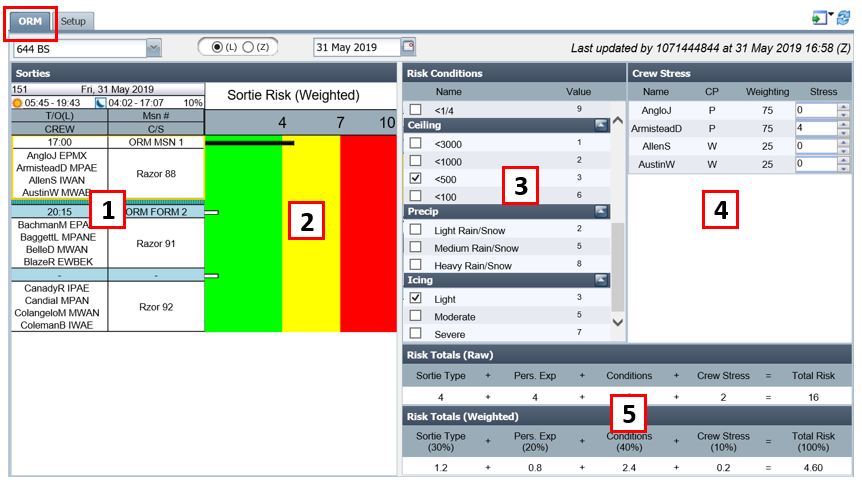 ORM Setup
644 BS (L) (Z) 31 May 2019 Last updated by 1071444844 at 31 May 2019 16:58 (Z)
Sorties
151 Fri, 31 May 2019
05:45 - 19:43 04:02 - 17:07 10%
T/O(L) Msn #
CREW C/S
Sortie Risk (Weighted)
4 7 10
17:00 ORM MSN 1
AngloJ EPMX
ArmisteadD MPAE
AllenS IWAN
AustinW MWAE
Razor 88
1
2
20:15 ORM FORM 2
BachmanM EPA
BaggettL MPANE
BelleD MWAN
BlazeR EWBEK
Razor 91
- -
CanadyR IPAE
Candial MPAN
ColangeloM MWAN
ColemanB IWAE
Rzor 92
Risk Conditions
Name Value
<1/4 9
Ceiling
<3000 1
<1000 2
<500 3
<100 6
3
Precip
Light Rain/Snow 2
Medium Rain/Snow 5
Heavy Rain/Snow 8
Icing
Light 3
Moderate 5
Severe 7
Crew Stress
Name CP Weighting Stress
AngloJ P 75 0
ArmisteadD P 75 4
AllenS W 25 0
AustinW W 25 0
4
Risk Totals (Raw)
Sortie Type + Pers. Exp + Conditions + Crew Stress = Total Risk
4 + 4 + + 2 = 16
5
Risk Totals (Weighted)
Sortie Type (30%) + Pers. Exp (20%) + Conditions (40%) + Crew Stress (10%) = Total Risk (100%)
1.2 + 0.8 + 2.4 + 0.2 = 4.60